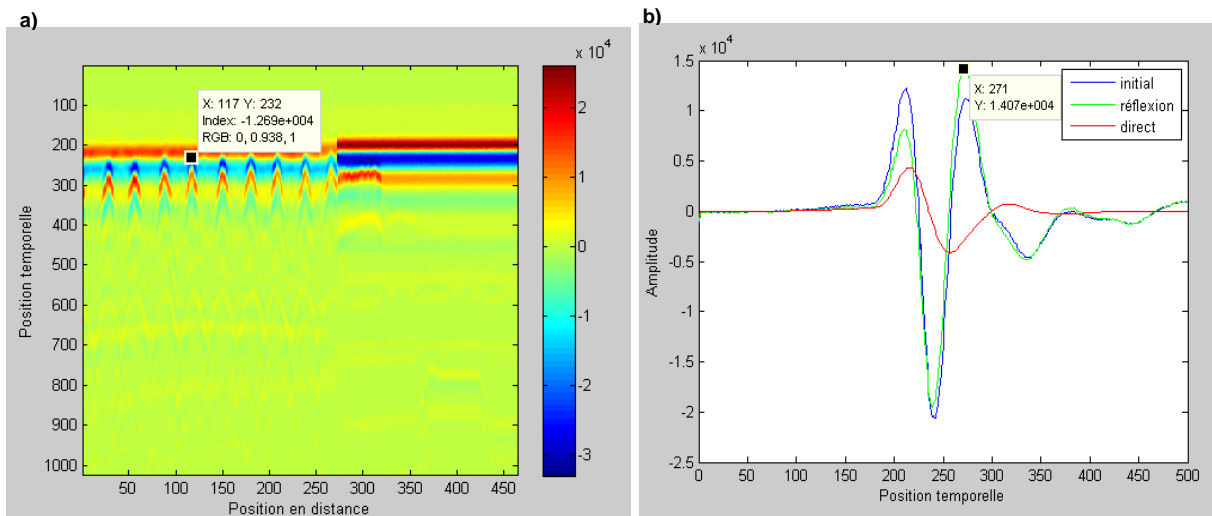 a)
x 10^4
100
200
300
400
500
600
700
800
900
1000
Position temporelle
X: 117 Y: 232
Index: -1.269e+004
RGB: 0, 0.938, 1
50 100 150 200 250 300 350 400 450
Position en distance
2
1
0
-1
-2
-3
b)
x 10^4
1.5
1
0.5
0
-0.5
-1
-1.5
-2
-2.5
Amplitude
X: 271
Y: 1.407e+004
initial
réflexion
direct
0 50 100 150 200 250 300 350 400 450 500
Position temporelle